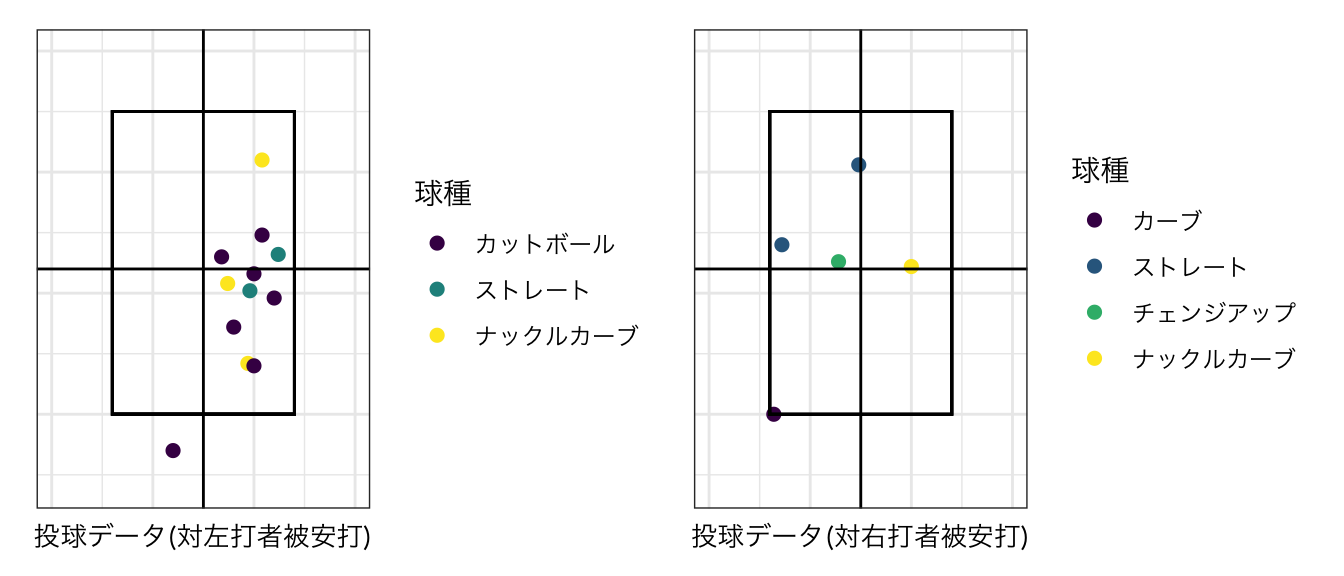 球種
カットボール
ストレート
ナックルカーブ
投球データ(対左打者被安打)
球種
カーブ
ストレート
チェンジアップ
ナックルカーブ
投球データ(対右打者被安打)